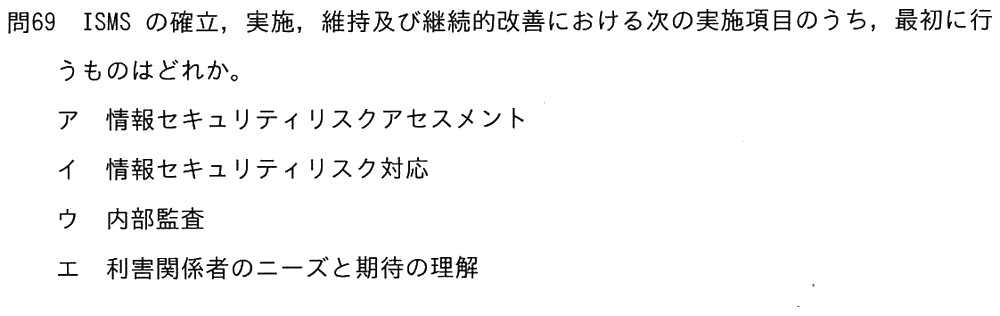 問69 ISMS の確立，実施，維持及び継続的改善における次の実施項目のうち，最初に行
うものはどれか。
ア 情報セキュリティリスクアセスメント
イ 情報セキュリティリスク対応
ウ 内部監査
エ 利害関係者のニーズと期待の理解